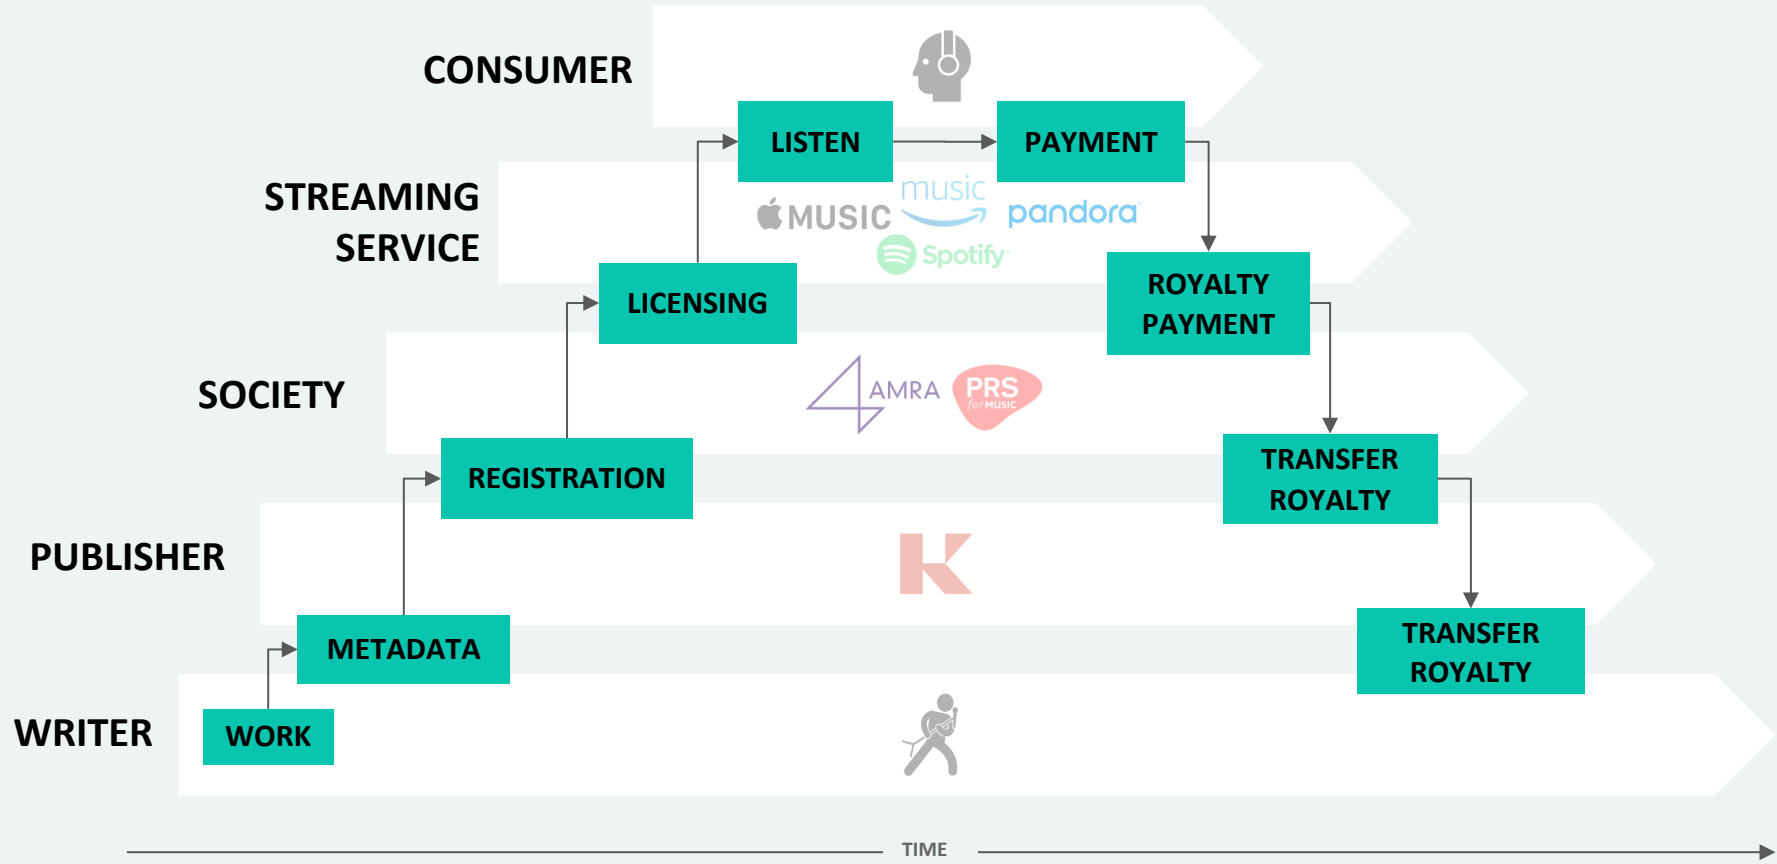 CONSUMER
LISTEN
PAYMENT
STREAMING
SERVICE
MUSIC
music
pandora
Spotify
LICENSING
ROYALTY
PAYMENT
SOCIETY
AMRA
PRS
for MUSIC
REGISTRATION
TRANSFER
ROYALTY
PUBLISHER
K
METADATA
TRANSFER
ROYALTY
WRITER
WORK
TIME